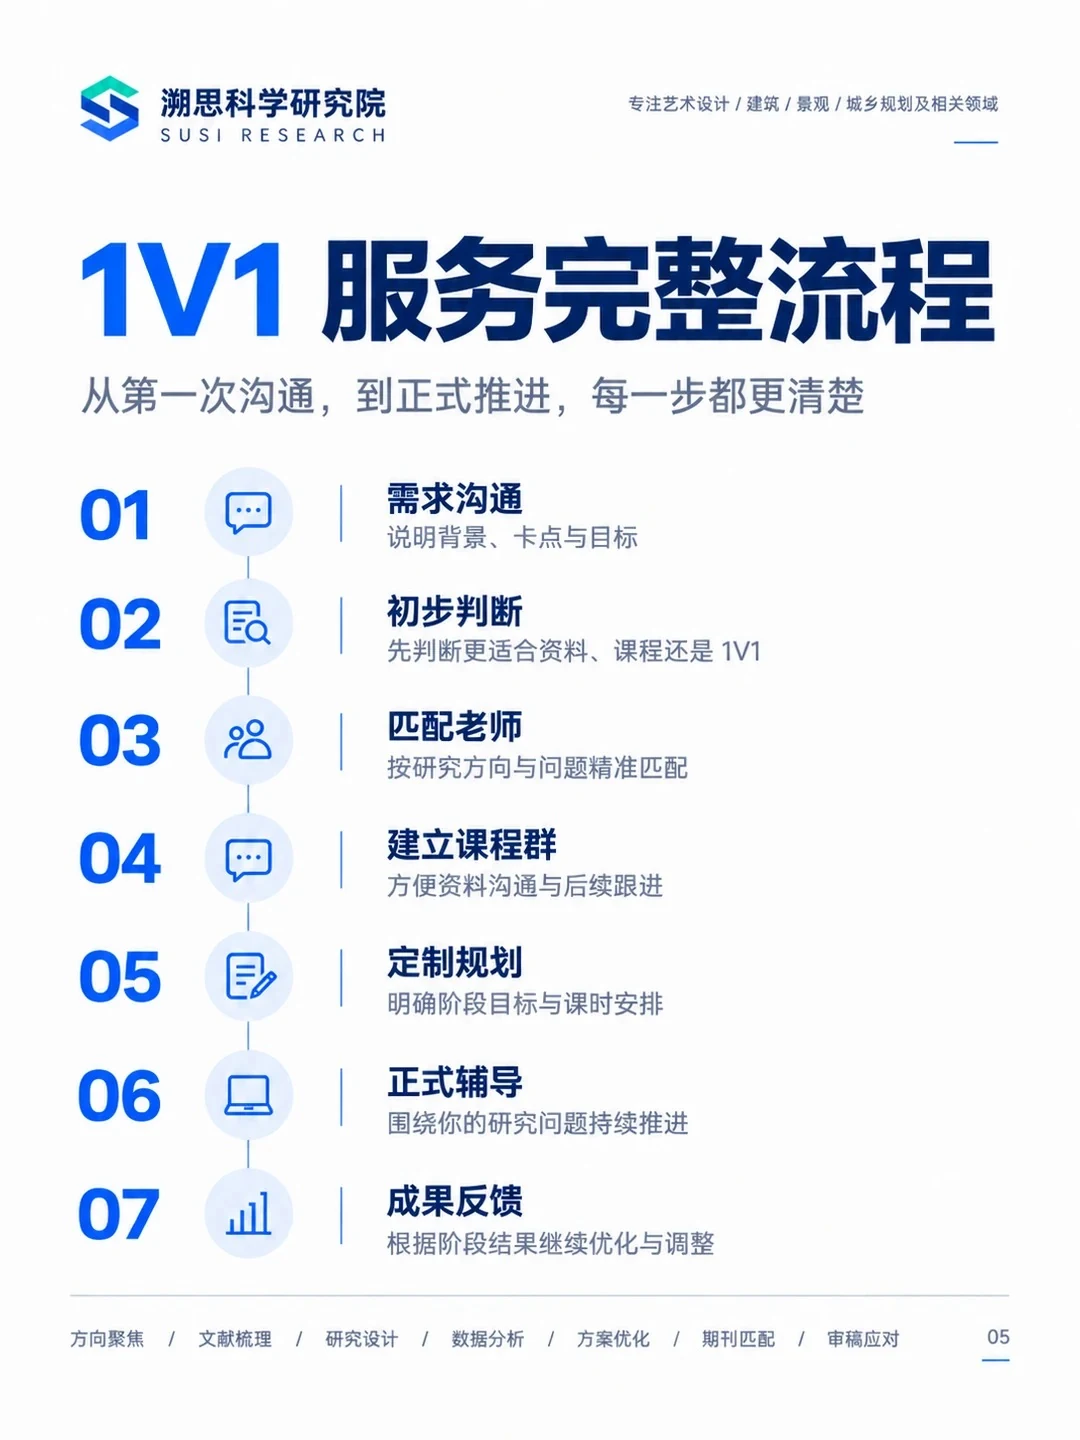 溯思科学研究院
SUSI RESEARCH
专注艺术设计 / 建筑 / 景观 / 城乡规划及相关领域
1V1 服务完整流程
从第一次沟通，到正式推进，每一步都更清楚
01
需求沟通
说明背景、卡点与目标
02
初步判断
先判断更适合资料、课程还是 1V1
03
匹配老师
按研究方向与问题精准匹配
04
建立课程群
方便资料沟通与后续跟进
05
定制规划
明确阶段目标与课时安排
06
正式辅导
围绕你的研究问题持续推进
07
成果反馈
根据阶段结果继续优化与调整
方向聚焦 / 文献梳理 / 研究设计 / 数据分析 / 方案优化 / 期刊匹配 / 审稿应对
05